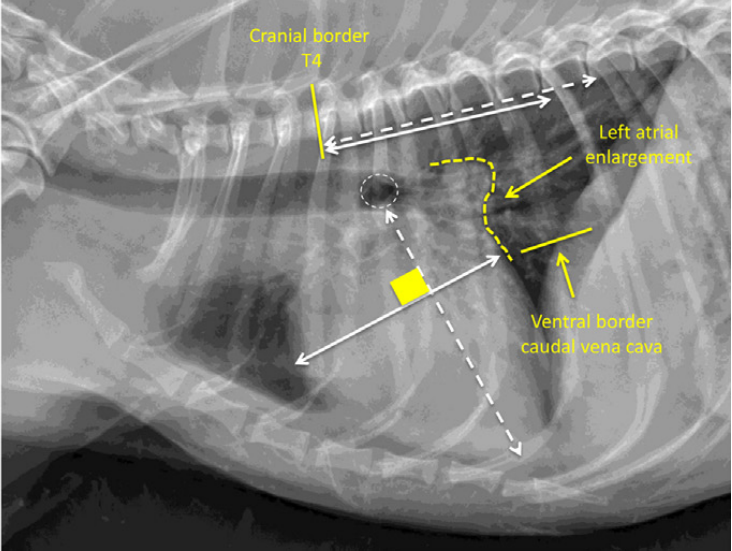 Cranial border
T4
Left atrial
enlargement
Ventral border
caudal vena cava